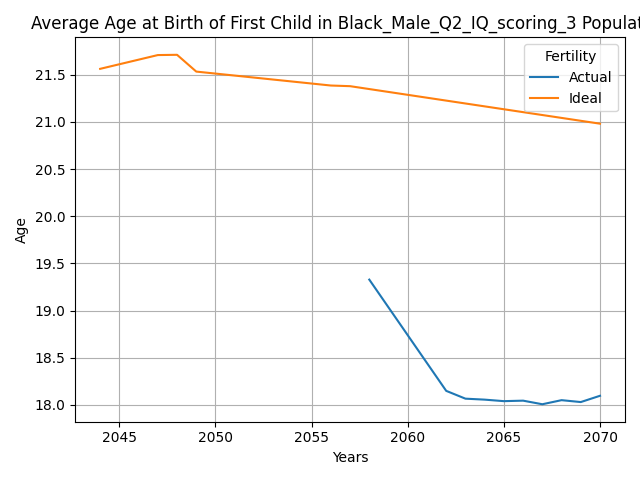 Average Age at Birth of First Child in Black_Male_Q2_IQ_scoring_3 Populat
Fertility
Actual
Ideal
21.5
21.0
20.5
20.0
19.5
19.0
18.5
18.0
Age
2045 2050 2055 2060 2065 2070
Years